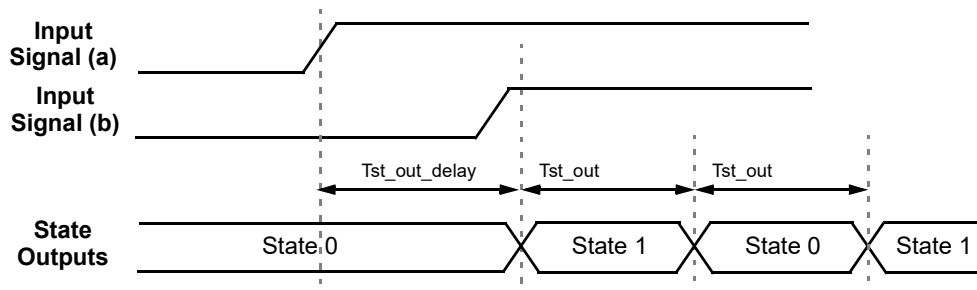 Input
Signal (a)
Input
Signal (b)
Tst_out_delay Tst_out Tst_out
State
Outputs
State 0 State 1 State 0 State 1